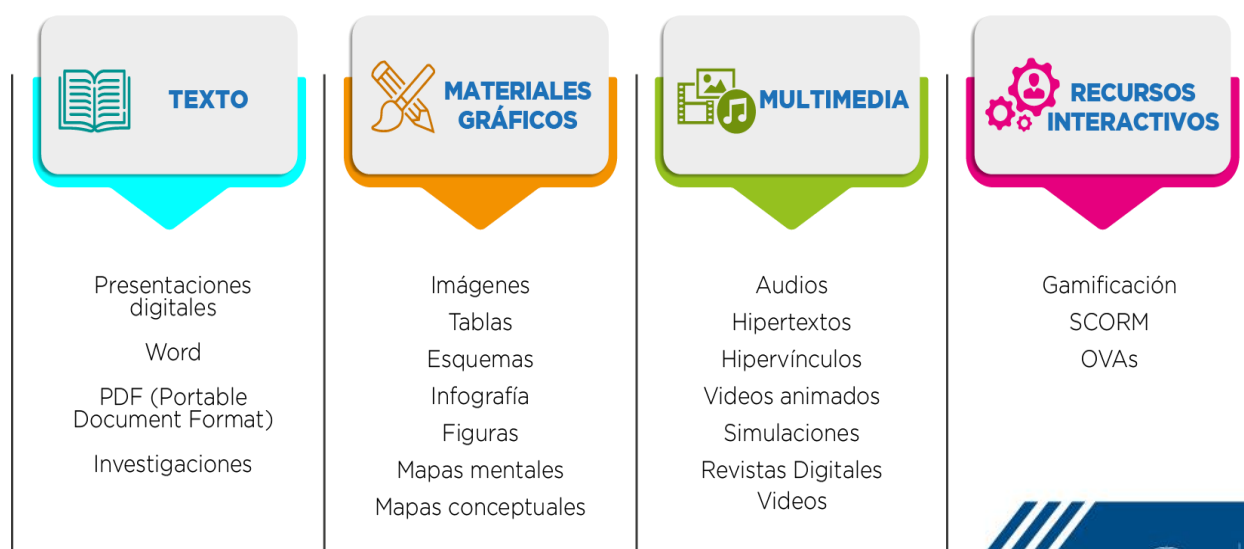 TEXTO
Presentaciones
digitales
Word
PDF (Portable
Document Format)
Investigaciones
MATERIALES
GRÁFICOS
Imágenes
Tablas
Esquemas
Infografía
Figuras
Mapas mentales
Mapas conceptuales
MULTIMEDIA
Audios
Hipertextos
Hipervínculos
Videos animados
Simulaciones
Revistas Digitales
Videos
RECURSOS
INTERACTIVOS
Gamificación
SCORM
OVAs